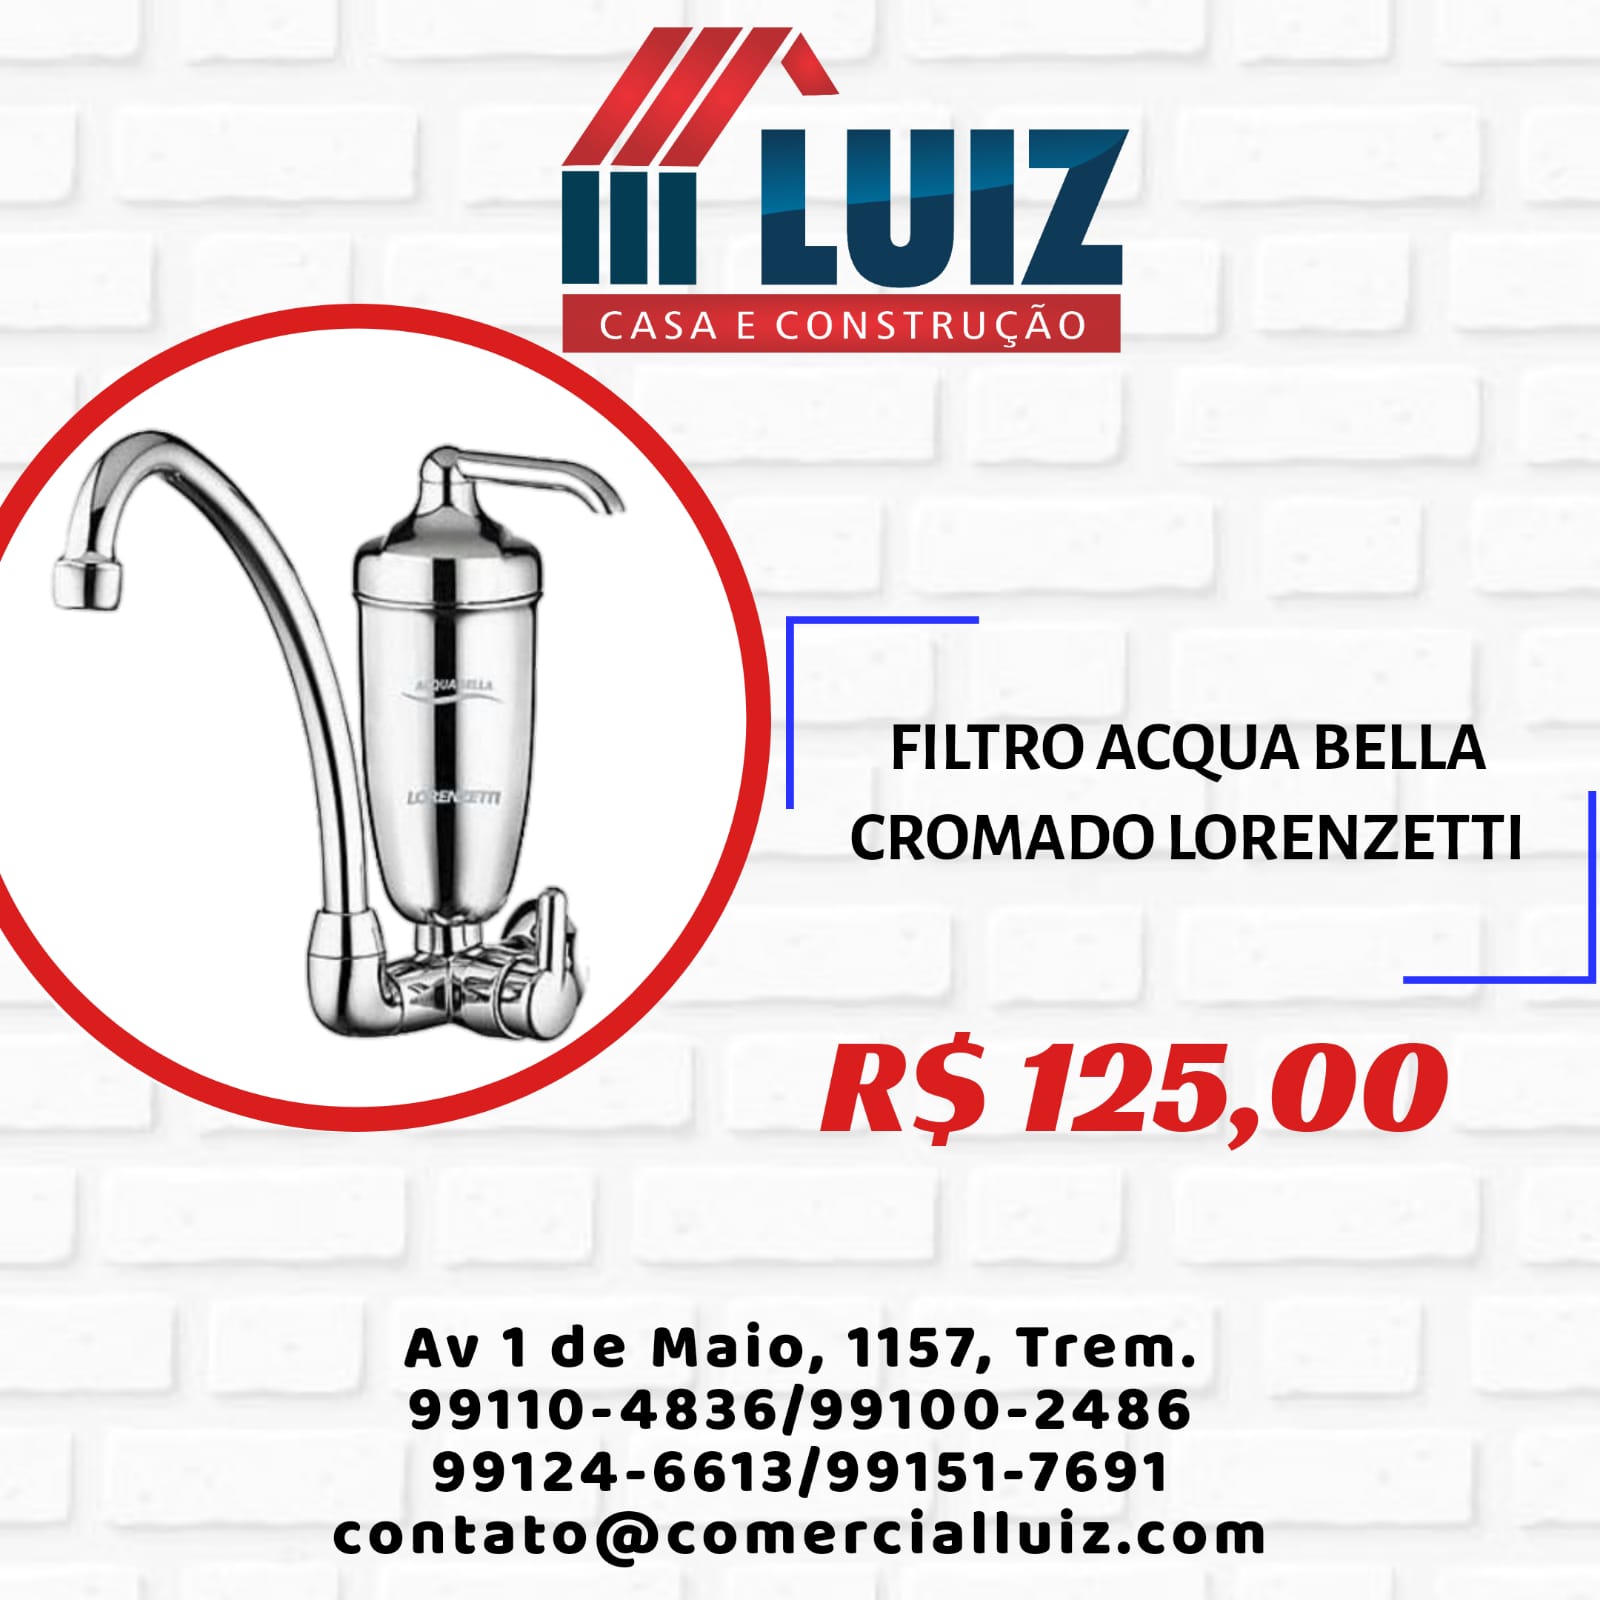 LUIZ
CASA E CONSTRUÇÃO
ACQUA BELLA
LORENZETTI
FILTRO ACQUA BELLA
CROMADO LORENZETTI
R$ 125,00
Av 1 de Maio, 1157, Trem.
99110-4836/99100-2486
99124-6613/99151-7691
contato@comercialluiz.com